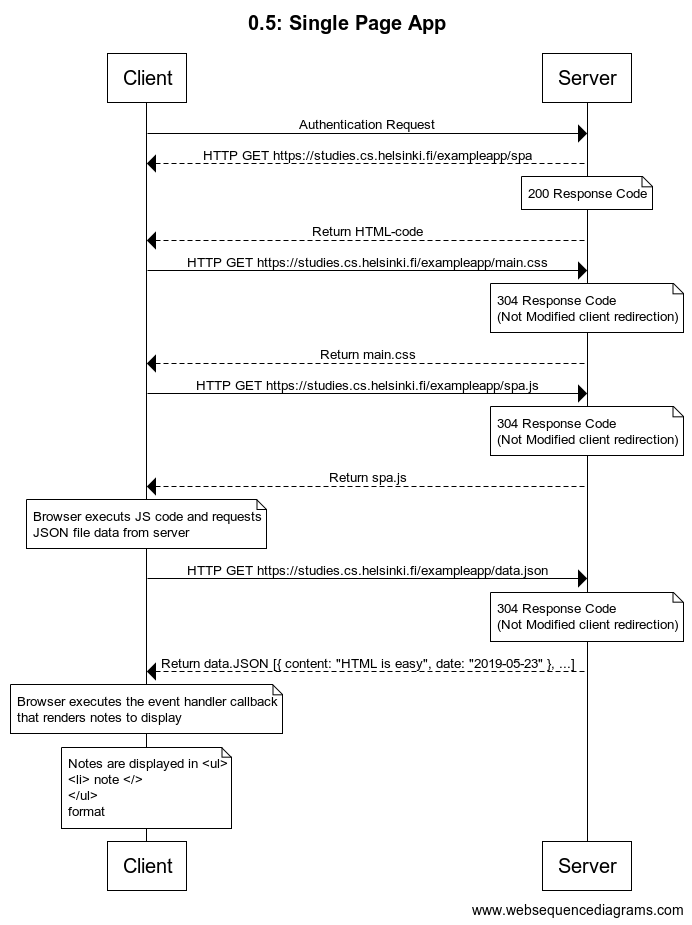 0.5: Single Page App
Client
Server
Authentication Request
HTTP GET https://studies.cs.helsinki.fi/exampleapp/spa
200 Response Code
Return HTML-code
HTTP GET https://studies.cs.helsinki.fi/exampleapp/main.css
304 Response Code
(Not Modified client redirection)
Return main.css
HTTP GET https://studies.cs.helsinki.fi/exampleapp/spa.js
304 Response Code
(Not Modified client redirection)
Return spa.js
Browser executs JS code and requests
JSON file data from server
HTTP GET https://studies.cs.helsinki.fi/exampleapp/data.json
304 Response Code
(Not Modified client redirection)
Return data.JSON [{ content: "HTML is easy", date: "2019-05-23" }, ...]
Browser executes the event handler callback
that renders notes to display
Notes are displayed in <ul>
<li> note </>
</ul>
format
Client
Server
www.websequencediagrams.com